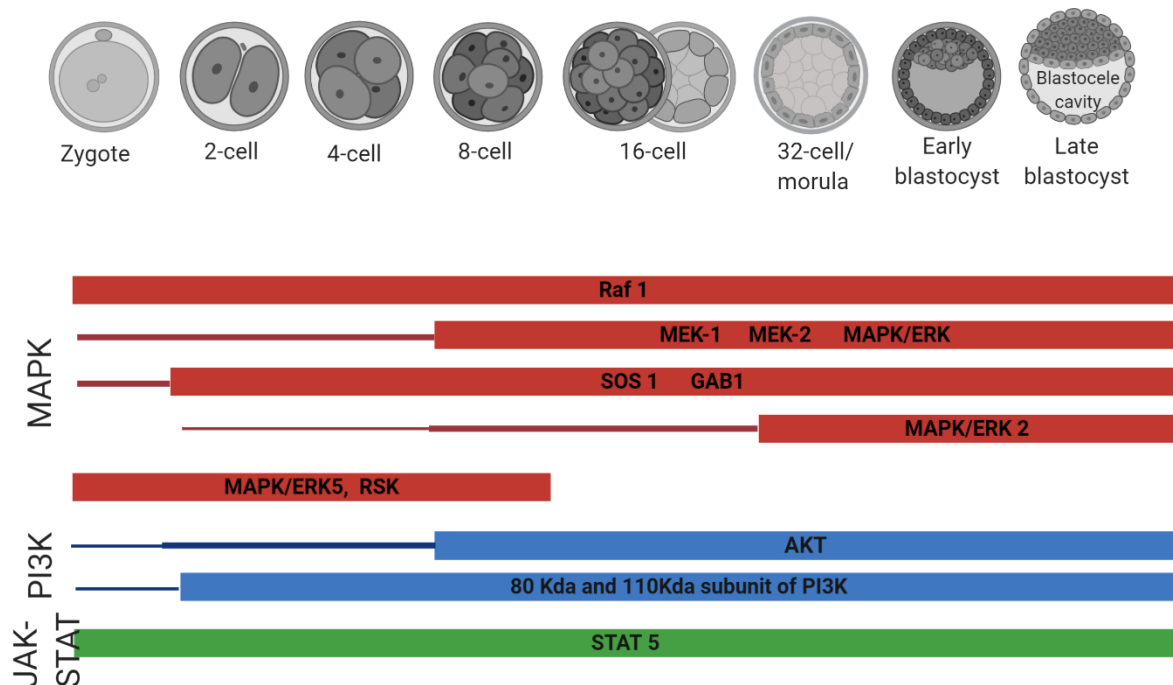 Blastocele
cavity
Zygote
2-cell
4-cell
8-cell
16-cell
32-cell/
morula
Early
blastocyst
Late
blastocyst
MAPK
Raf 1
MEK-1 MEK-2 MAPK/ERK
SOS 1 GAB1
MAPK/ERK 2
MAPK/ERK5, RSK
PI3K
AKT
80 Kda and 110Kda subunit of PI3K
JAK-
STAT
STAT 5